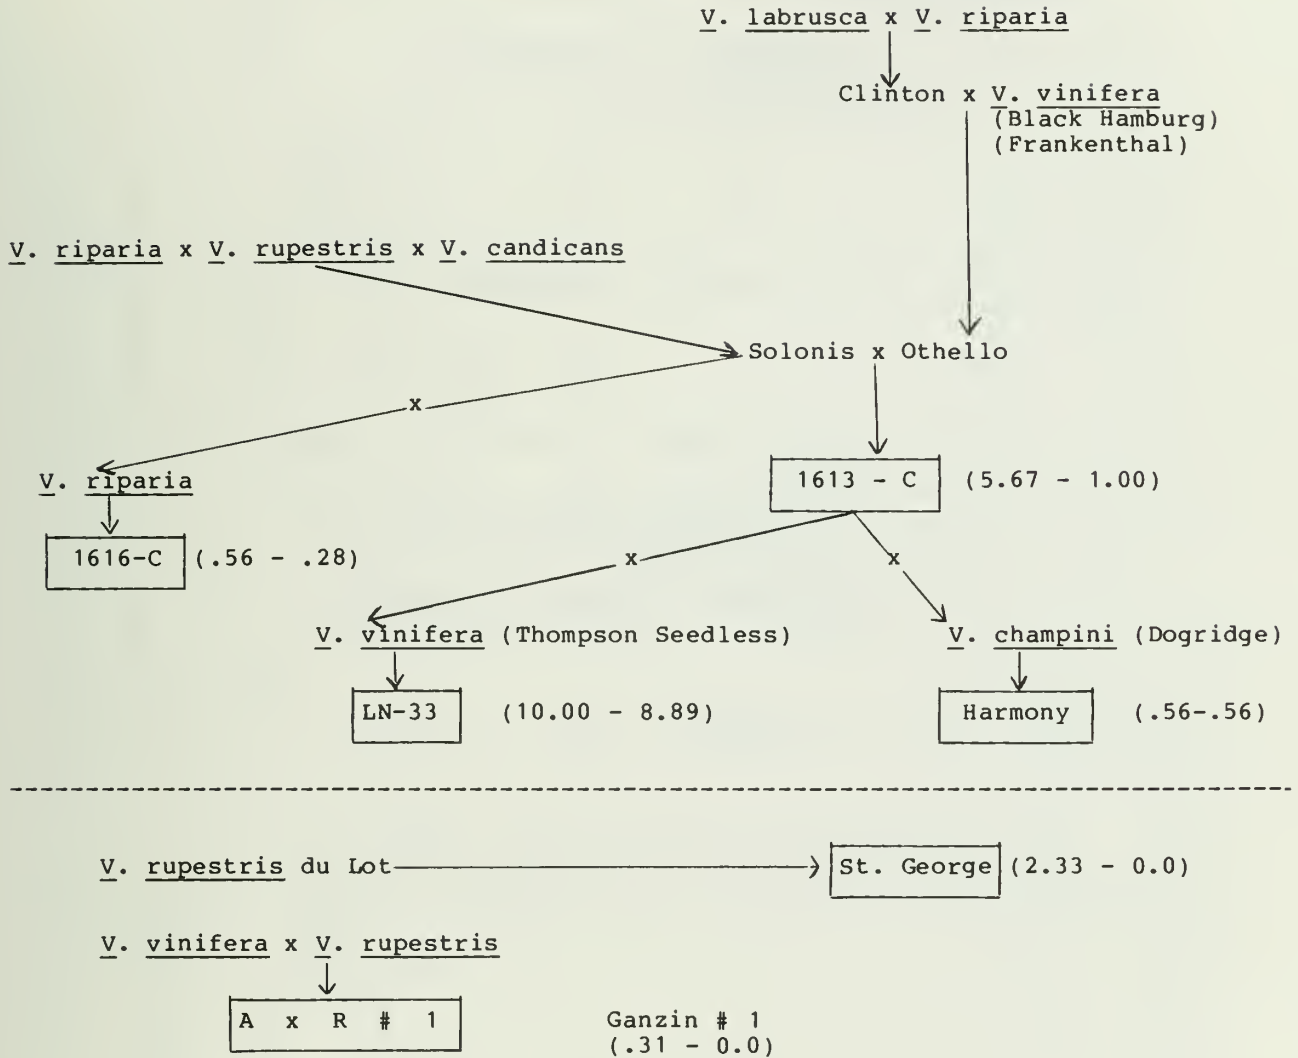 V. labrusca x V. riparia
Clinton x V. vinifera
(Black Hamburg)
(Frankenthal)
V. riparia x V. rupestris x V. candicans
Solonis x Othello
x
V. riparia
1613 - C (5.67 - 1.00)
1616-C (.56 - .28)
x x
V. vinifera (Thompson Seedless) V. champini (Dogridge)
LN-33 (10.00 - 8.89) Harmony (.56-.56)
V. rupestris du Lot St. George (2.33 - 0.0)
V. vinifera x V. rupestris
A x R # 1 Ganzin # 1
(.31 - 0.0)